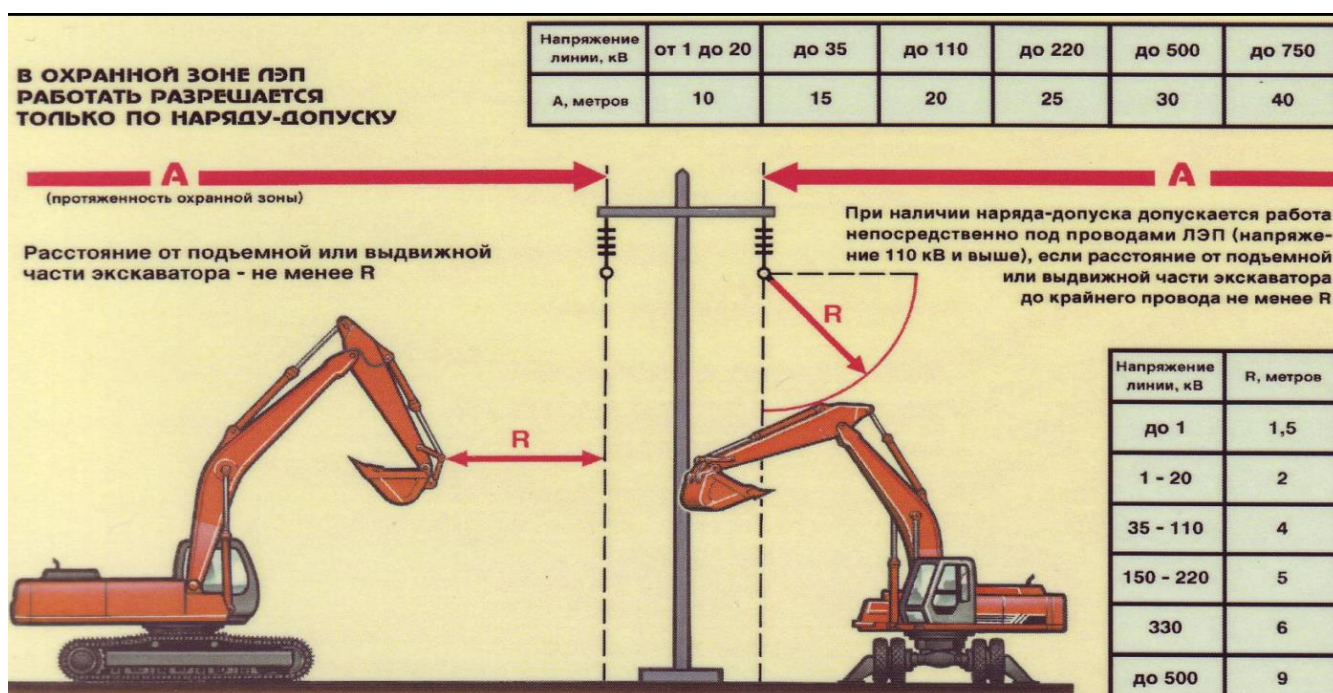 В ОХРАННОЙ ЗОНЕ ЛЭП
РАБОТАТЬ РАЗРЕШАЕТСЯ
ТОЛЬКО ПО НАРЯДУ-ДОПУСКУ
Напряжение линии, кВ от 1 до 20 до 35 до 110 до 220 до 500 до 750
А, метров 10 15 20 25 30 40
А
(протяженность охранной зоны)
А
Расстояние от подъемной или выдвижной
части экскаватора - не менее R
При наличии наряда-допуска допускается работа
непосредственно под проводами ЛЭП (напряже-
ние 110 кВ и выше), если расстояние от подъемной
или выдвижной части экскаватора
до крайнего провода не менее R
R
R
Напряжение линии, кВ R, метров
до 1 1,5
1 - 20 2
35 - 110 4
150 - 220 5
330 6
до 500 9